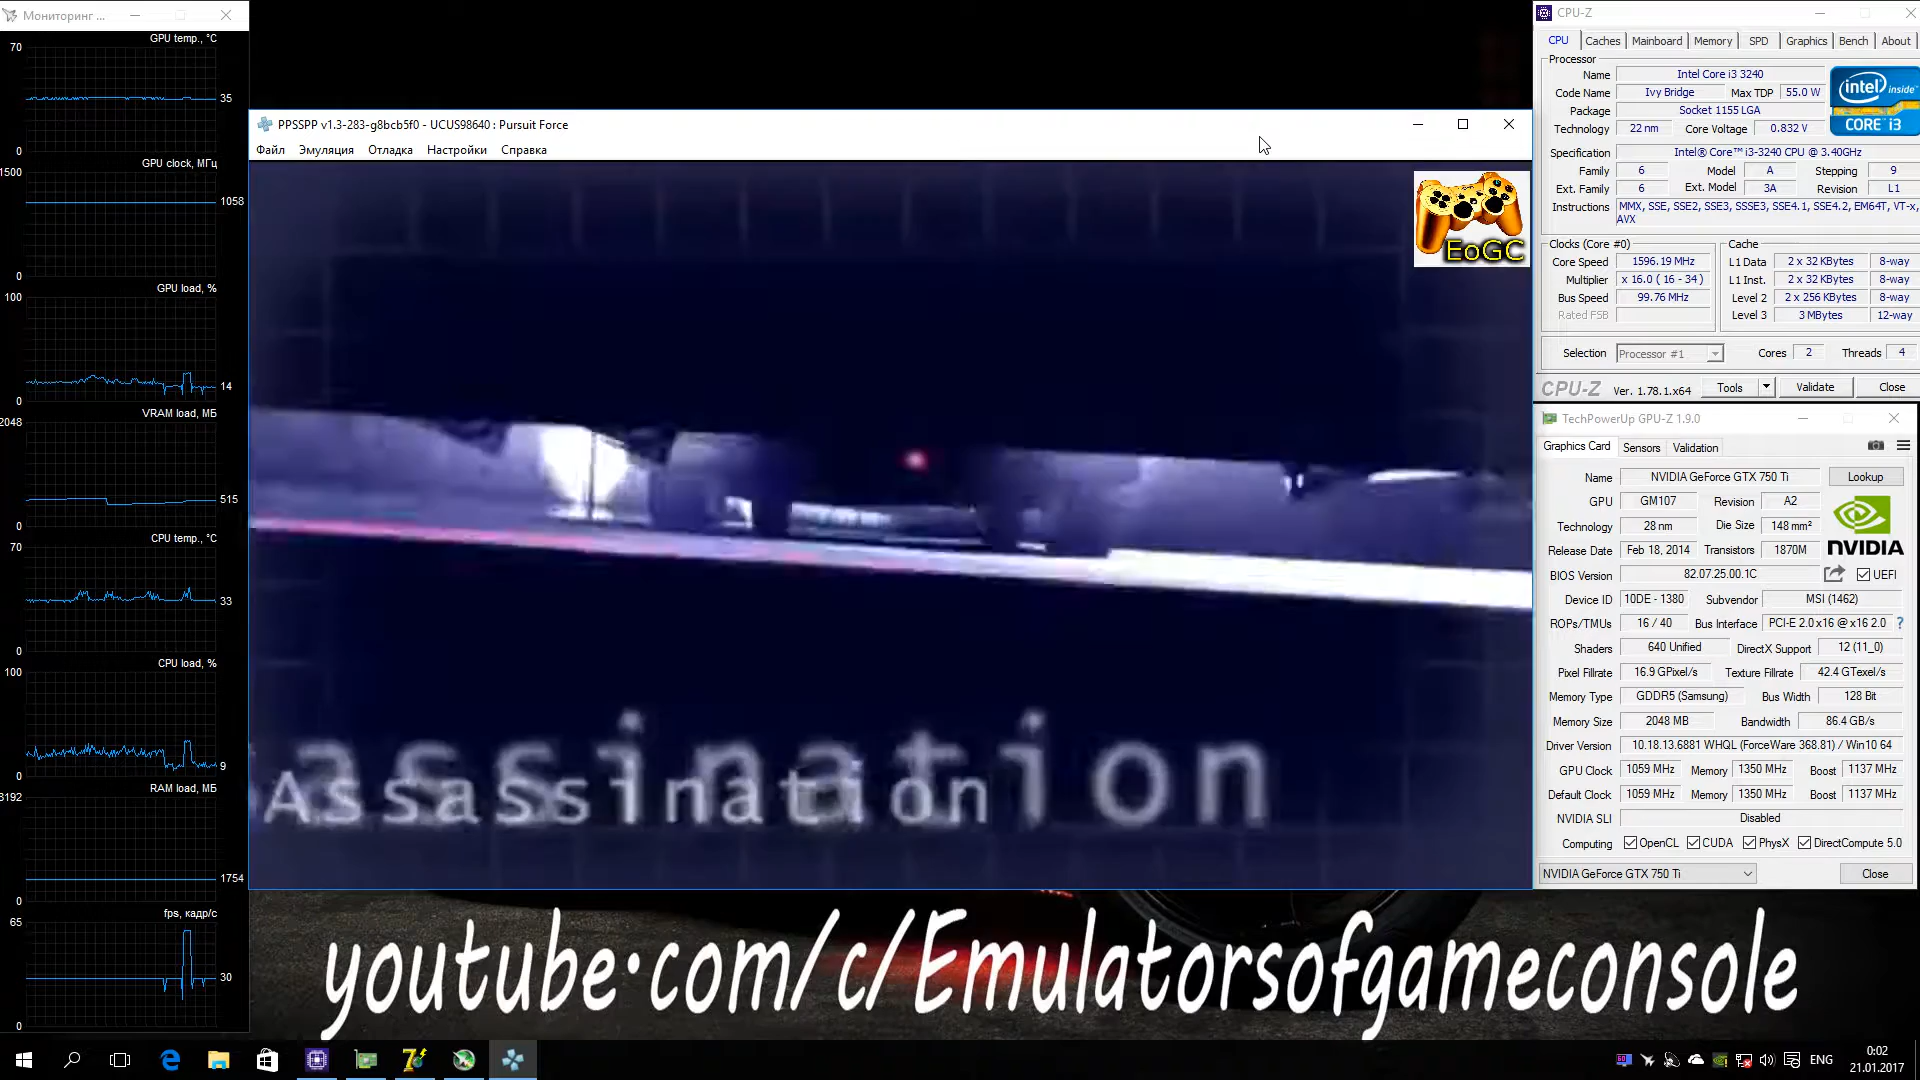 Мониторинг ...
GPU temp., °C
70
35
0
GPU clock, МГц
1500
1058
0
GPU load, %
100
14
0
VRAM load, МБ
2048
515
0
CPU temp., °C
70
33
0
CPU load, %
100
9
0
RAM load, МБ
8192
1754
0
fps, кадр/с
65
30
0
PPSSPP v1.3-283-g8bcb5f0 - UCUS98640 : Pursuit Force
Файл Эмуляция Отладка Настройки Справка
EoGC
assination
Assassination
youtube.com/c/Emulatorsofgameconsole
CPU-Z
CPU Caches Mainboard Memory SPD Graphics Bench About
Processor
Name Intel Core i3 3240
Code Name Ivy Bridge Max TDP 55.0 W
Package Socket 1155 LGA
Technology 22 nm Core Voltage 0.832 V
intel inside
CORE i3
Specification Intel® Core™ i3-3240 CPU @ 3.40GHz
Family 6 Model A Stepping 9
Ext. Family 6 Ext. Model 3A Revision L1
Instructions MMX, SSE, SSE2, SSE3, SSSE3, SSE4.1, SSE4.2, EM64T, VT-x,
AVX
Clocks (Core #0)
Core Speed 1596.19 MHz
Multiplier x 16.0 ( 16 - 34 )
Bus Speed 99.76 MHz
Rated FSB
Cache
L1 Data 2 x 32 KBytes 8-way
L1 Inst. 2 x 32 KBytes 8-way
Level 2 2 x 256 KBytes 8-way
Level 3 3 MBytes 12-way
Selection Processor #1 Cores 2 Threads 4
CPU-Z Ver. 1.78.1.x64 Tools Validate Close
TechPowerUp GPU-Z 1.9.0
Graphics Card Sensors Validation
Name NVIDIA GeForce GTX 750 Ti Lookup
GPU GM107 Revision A2
Technology 28 nm Die Size 148 mm²
Release Date Feb 18, 2014 Transistors 1870M
NVIDIA
BIOS Version 82.07.25.00.1C UEFI
Device ID 10DE - 1380 Subvendor MSI (1462)
ROPs/TMUs 16 / 40 Bus Interface PCI-E 2.0 x16 @ x16 2.0 ?
Shaders 640 Unified DirectX Support 12 (11_0)
Pixel Fillrate 16.9 GPixel/s Texture Fillrate 42.4 GTexel/s
Memory Type GDDR5 (Samsung) Bus Width 128 Bit
Memory Size 2048 MB Bandwidth 86.4 GB/s
Driver Version 10.18.13.6881 WHQL (ForceWare 368.81) / Win10 64
GPU Clock 1059 MHz Memory 1350 MHz Boost 1137 MHz
Default Clock 1059 MHz Memory 1350 MHz Boost 1137 MHz
NVIDIA SLI Disabled
Computing OpenCL CUDA PhysX DirectCompute 5.0
NVIDIA GeForce GTX 750 Ti Close
ENG
0:02
21.01.2017